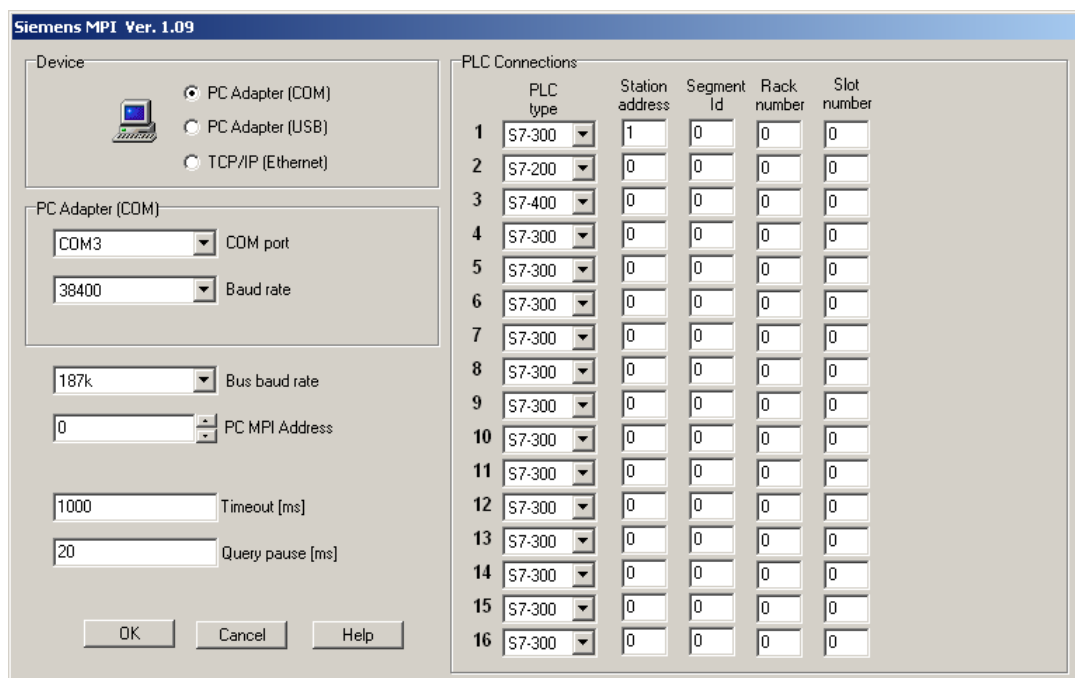 Siemens MPI Ver. 1.09
Device
PC Adapter (COM)
PC Adapter (USB)
TCP/IP (Ethernet)
PC Adapter (COM)
COM3 COM port
38400 Baud rate
187k Bus baud rate
0 PC MPI Address
1000 Timeout [ms]
20 Query pause [ms]
OK Cancel Help
PLC Connections
PLC type Station address Segment Id Rack number Slot number
1 S7-300 1 0 0 0
2 S7-200 0 0 0 0
3 S7-400 0 0 0 0
4 S7-300 0 0 0 0
5 S7-300 0 0 0 0
6 S7-300 0 0 0 0
7 S7-300 0 0 0 0
8 S7-300 0 0 0 0
9 S7-300 0 0 0 0
10 S7-300 0 0 0 0
11 S7-300 0 0 0 0
12 S7-300 0 0 0 0
13 S7-300 0 0 0 0
14 S7-300 0 0 0 0
15 S7-300 0 0 0 0
16 S7-300 0 0 0 0